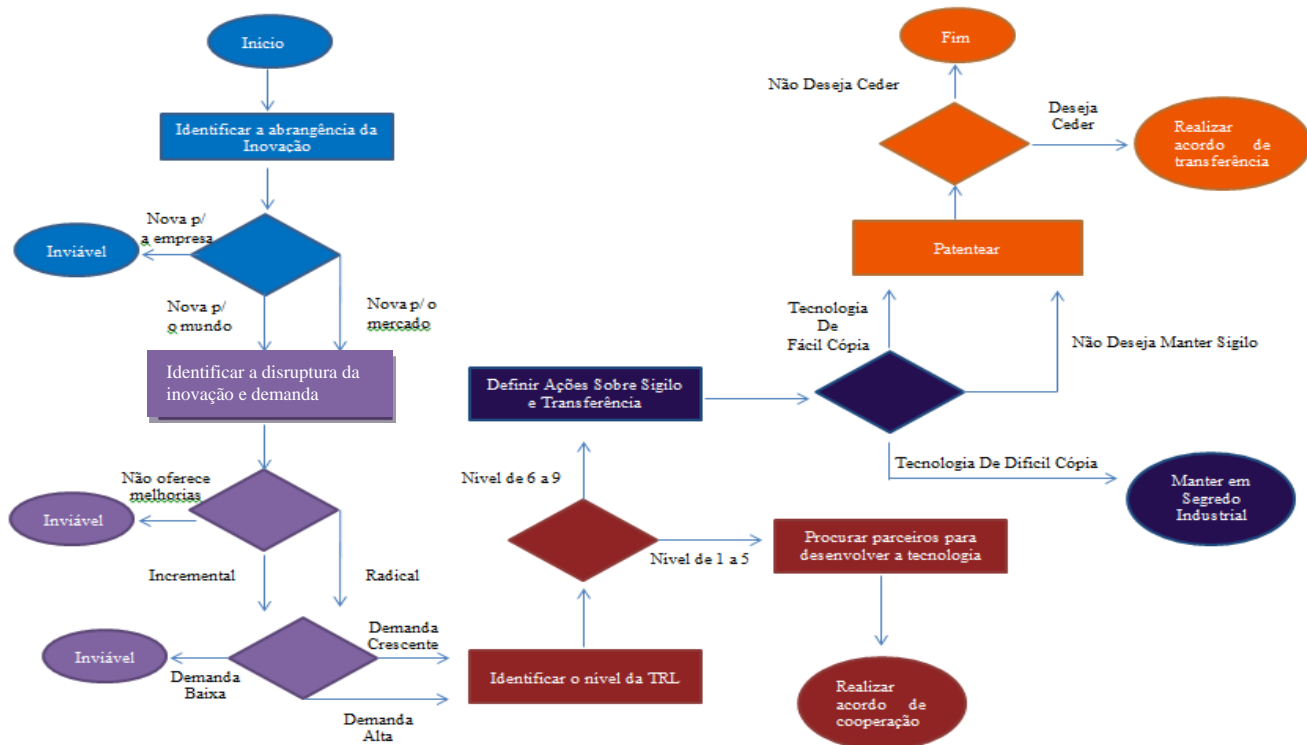 Inicio
Identificar a abrangência da
Inovação
Nova p/
a empresa
Inviável
Nova p/
o mundo
Nova p/ o
mercado
Identificar a disruptura da
inovação e demanda
Não oferece
melhorias
Inviável
Incremental
Radical
Inviável
Demanda
Baixa
Demanda
Crescente
Demanda
Alta
Identificar o nível da TRL
Nivel de 6 a 9
Nivel de 1 a 5
Procurar parceiros para
desenvolver a tecnologia
Realizar
acordo de
cooperação
Definir Ações Sobre Sigilo
e Transferência
Tecnologia
De
Fácil Cópia
Não Deseja Manter Sigilo
Tecnologia De Dificil Cópia
Manter em
Segredo
Industrial
Patentear
Não Deseja Ceder
Fim
Deseja
Ceder
Realizar
acordo de
transferência